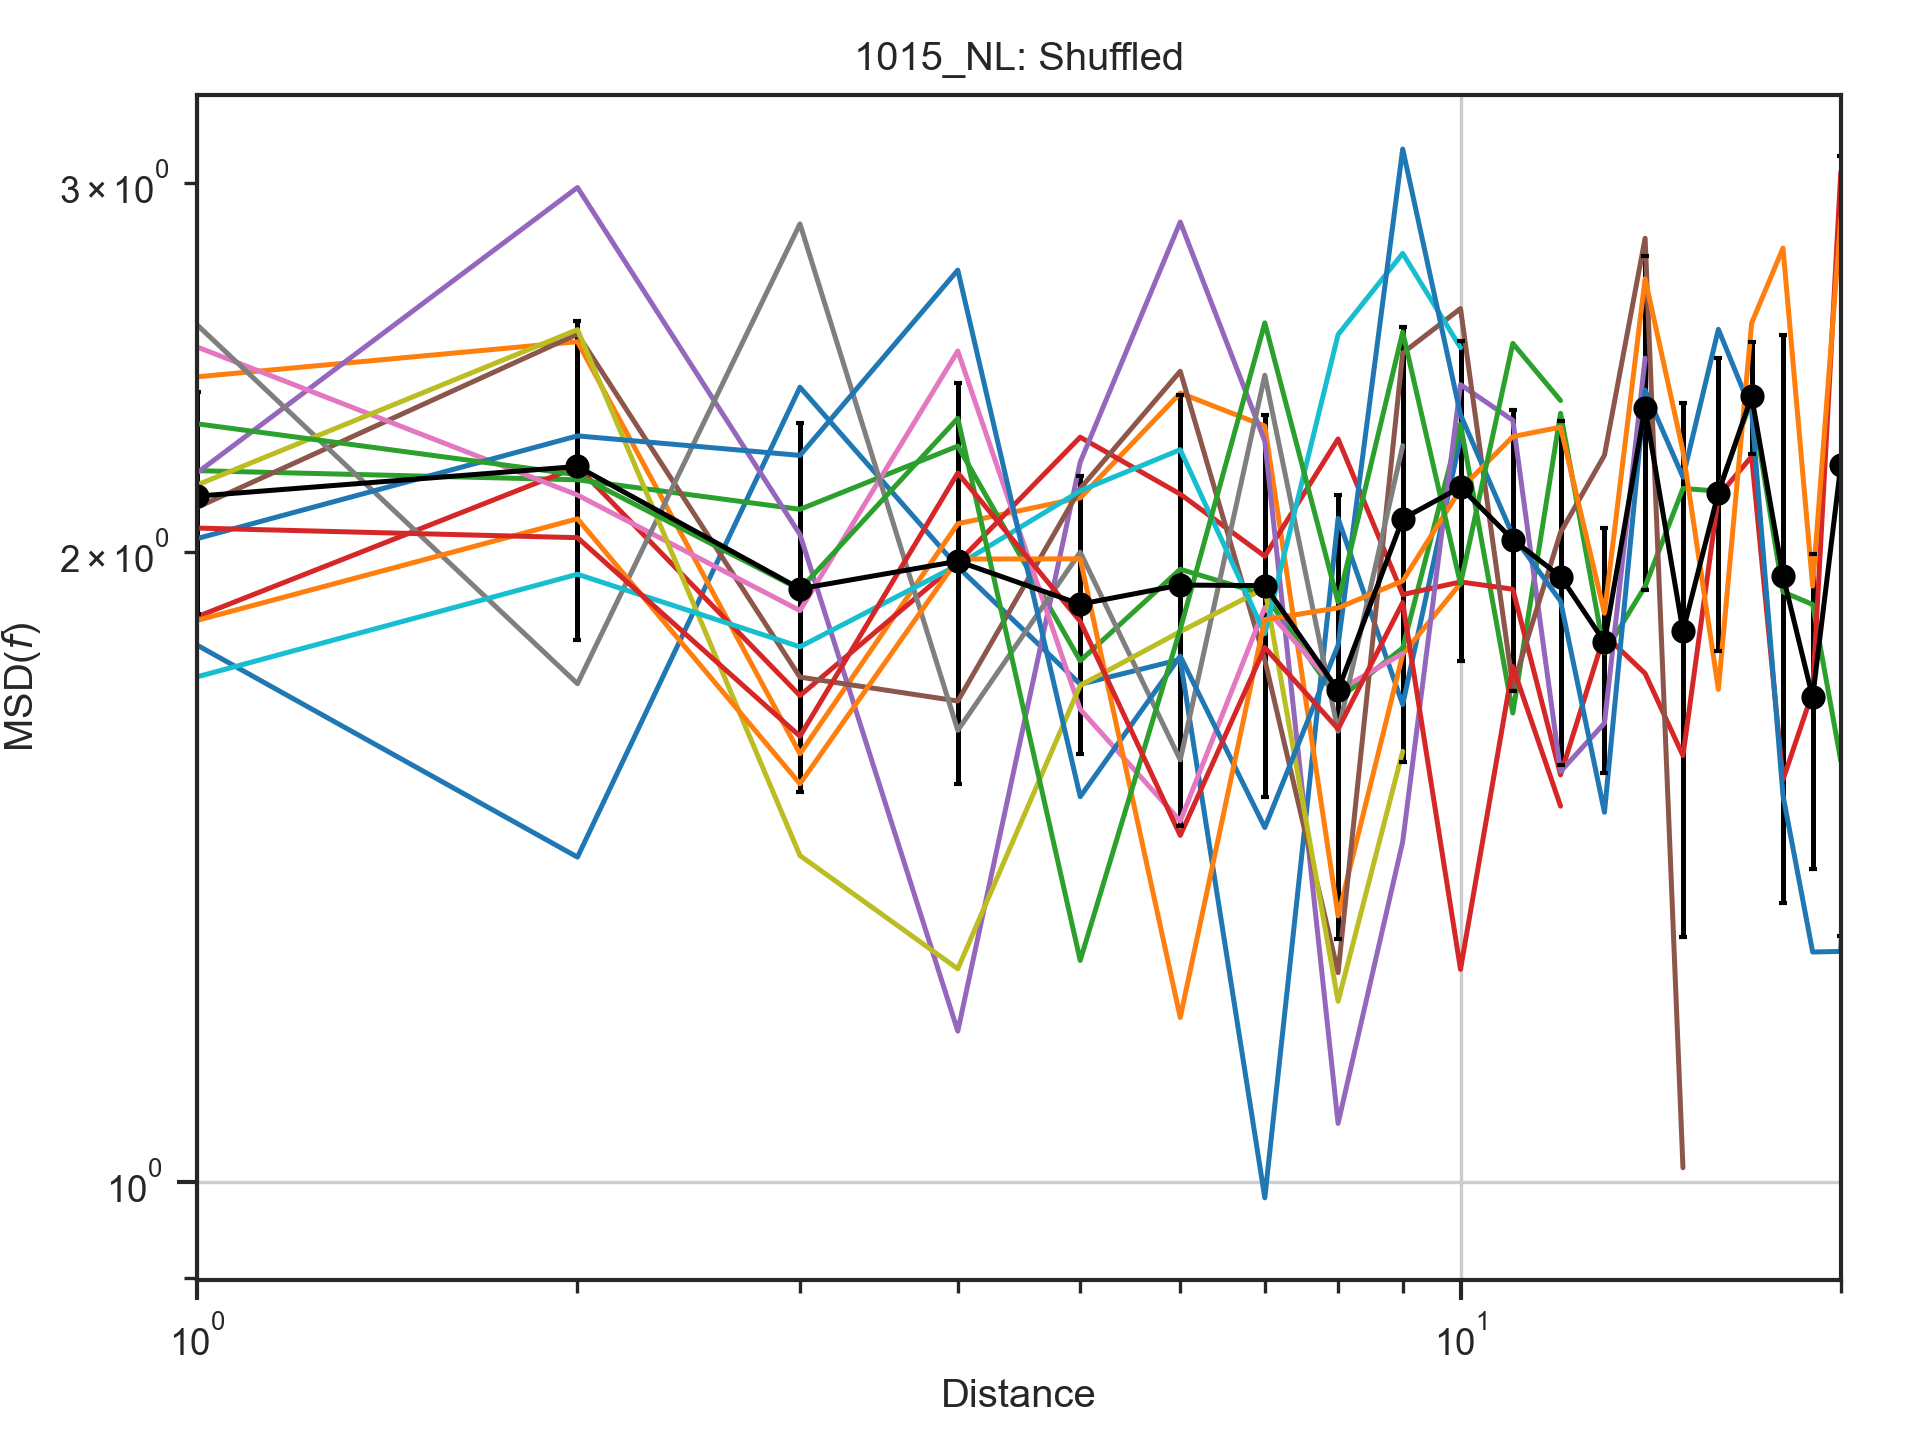 1015_NL: Shuffled
3 × 10⁰
2 × 10⁰
10⁰
MSD(f)
10⁰ 10¹
Distance